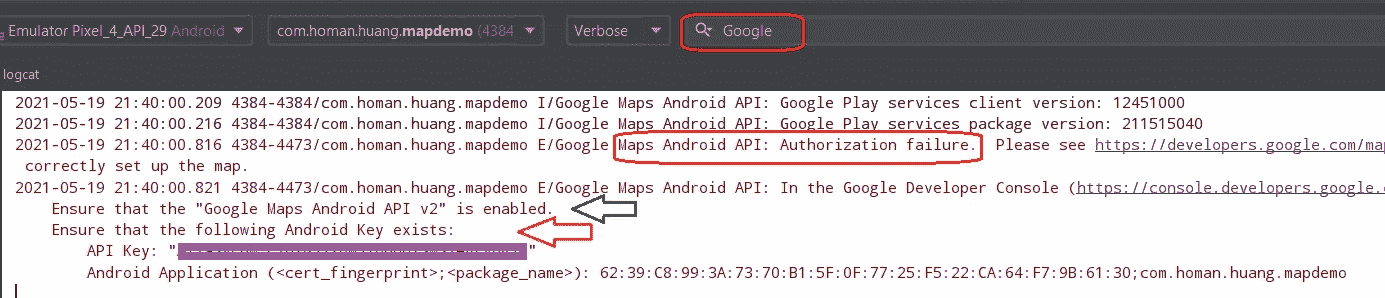 Emulator Pixel_4_API_29 Android com.homan.huang.mapdemo (4384 Verbose Google
logcat
2021-05-19 21:40:00.209 4384-4384/com.homan.huang.mapdemo I/Google Maps Android API: Google Play services client version: 12451000
2021-05-19 21:40:00.216 4384-4384/com.homan.huang.mapdemo I/Google Maps Android API: Google Play services package version: 211515040
2021-05-19 21:40:00.816 4384-4473/com.homan.huang.mapdemo E/Google Maps Android API: Authorization failure. Please see https://developers.google.com/ma
correctly set up the map.
2021-05-19 21:40:00.821 4384-4473/com.homan.huang.mapdemo E/Google Maps Android API: In the Google Developer Console (https://console.developers.google.c
Ensure that the "Google Maps Android API v2" is enabled.
Ensure that the following Android Key exists:
API Key: " "
Android Application (<cert_fingerprint>;<package_name>): 62:39:C8:99:3A:73:70:B1:5F:0F:77:25:F5:22:CA:64:F7:9B:61:30;com.homan.huang.mapdemo